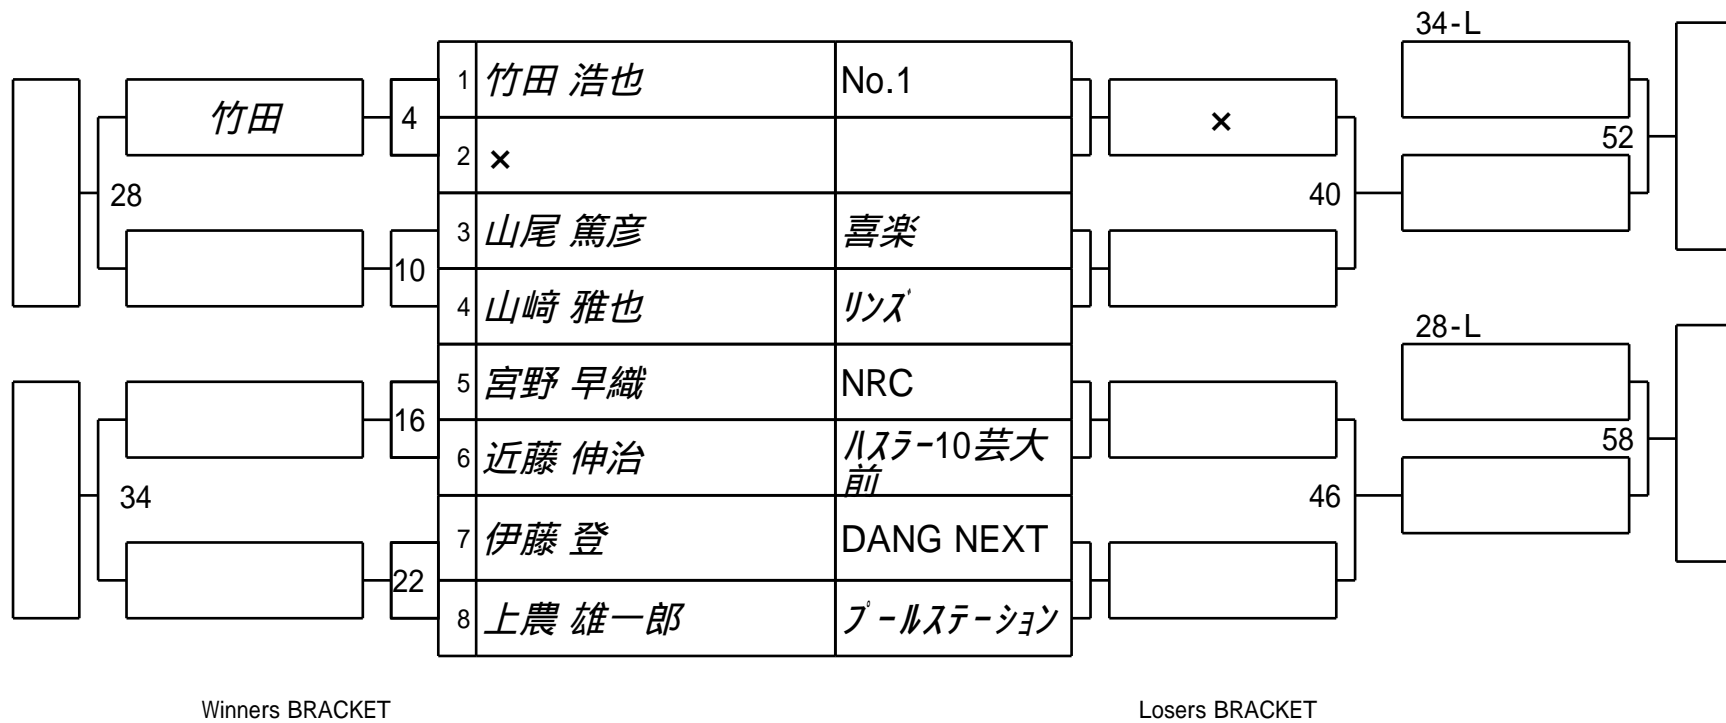 34-L
1 竹田 浩也 No.1
竹田 4 ×
52
2 ×
28 40
3 山尾 篤彦 喜楽
10
4 山﨑 雅也 リンズ
28-L
5 宮野 早織 NRC
16
6 近藤 伸治 ハスラー10芸大
前
58
34 46
7 伊藤 登 DANG NEXT
22
8 上農 雄一郎 プールステーション
Winners BRACKET Losers BRACKET